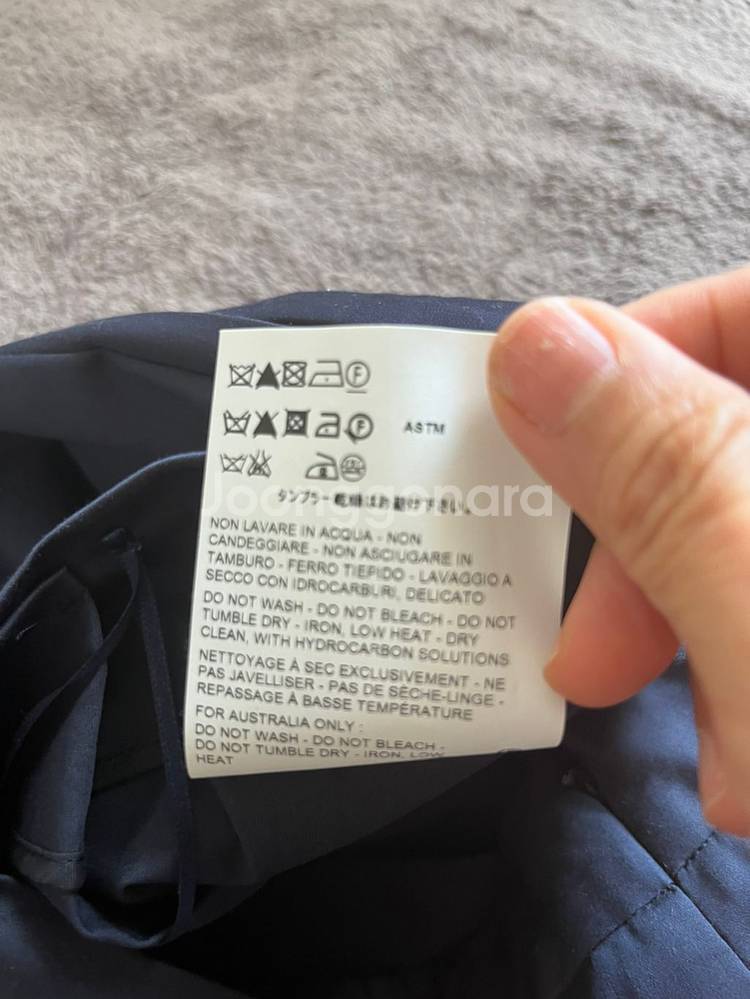 F
F ASTM
Joonggonara
タンブラー乾燥はお避け下さい。
NON LAVARE IN ACQUA - NON
CANDEGGIARE - NON ASCIUGARE IN
TAMBURO - FERRO TIEPIDO - LAVAGGIO A
SECCO CON IDROCARBURI, DELICATO
DO NOT WASH - DO NOT BLEACH - DO NOT
TUMBLE DRY - IRON, LOW HEAT - DRY
CLEAN, WITH HYDROCARBON SOLUTIONS
NETTOYAGE À SEC EXCLUSIVEMENT - NE
PAS JAVELLISER - PAS DE SÈCHE-LINGE -
REPASSAGE À BASSE TEMPÉRATURE
FOR AUSTRALIA ONLY :
DO NOT WASH - DO NOT BLEACH -
DO NOT TUMBLE DRY - IRON, LOW
HEAT